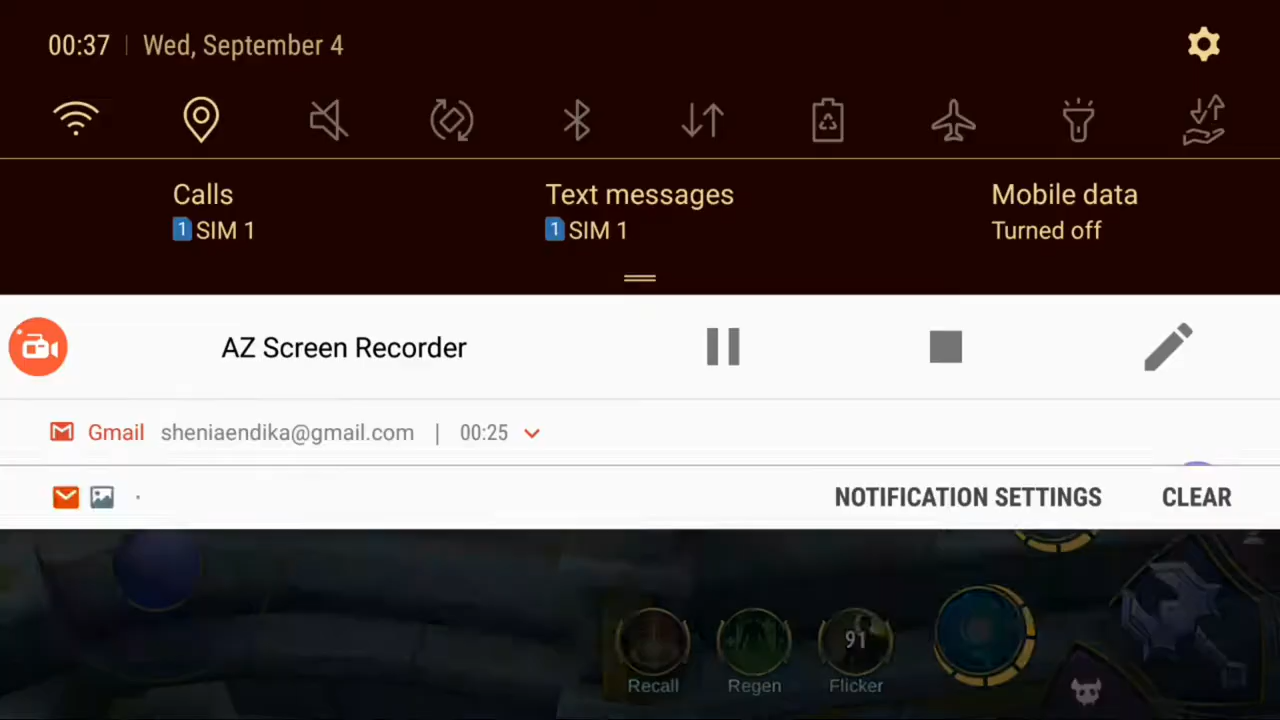 00:37 | Wed, September 4
Calls
1 SIM 1
Text messages
1 SIM 1
Mobile data
Turned off
AZ Screen Recorder
Gmail sheniaendika@gmail.com | 00:25
NOTIFICATION SETTINGS CLEAR
91
Recall Regen Flicker